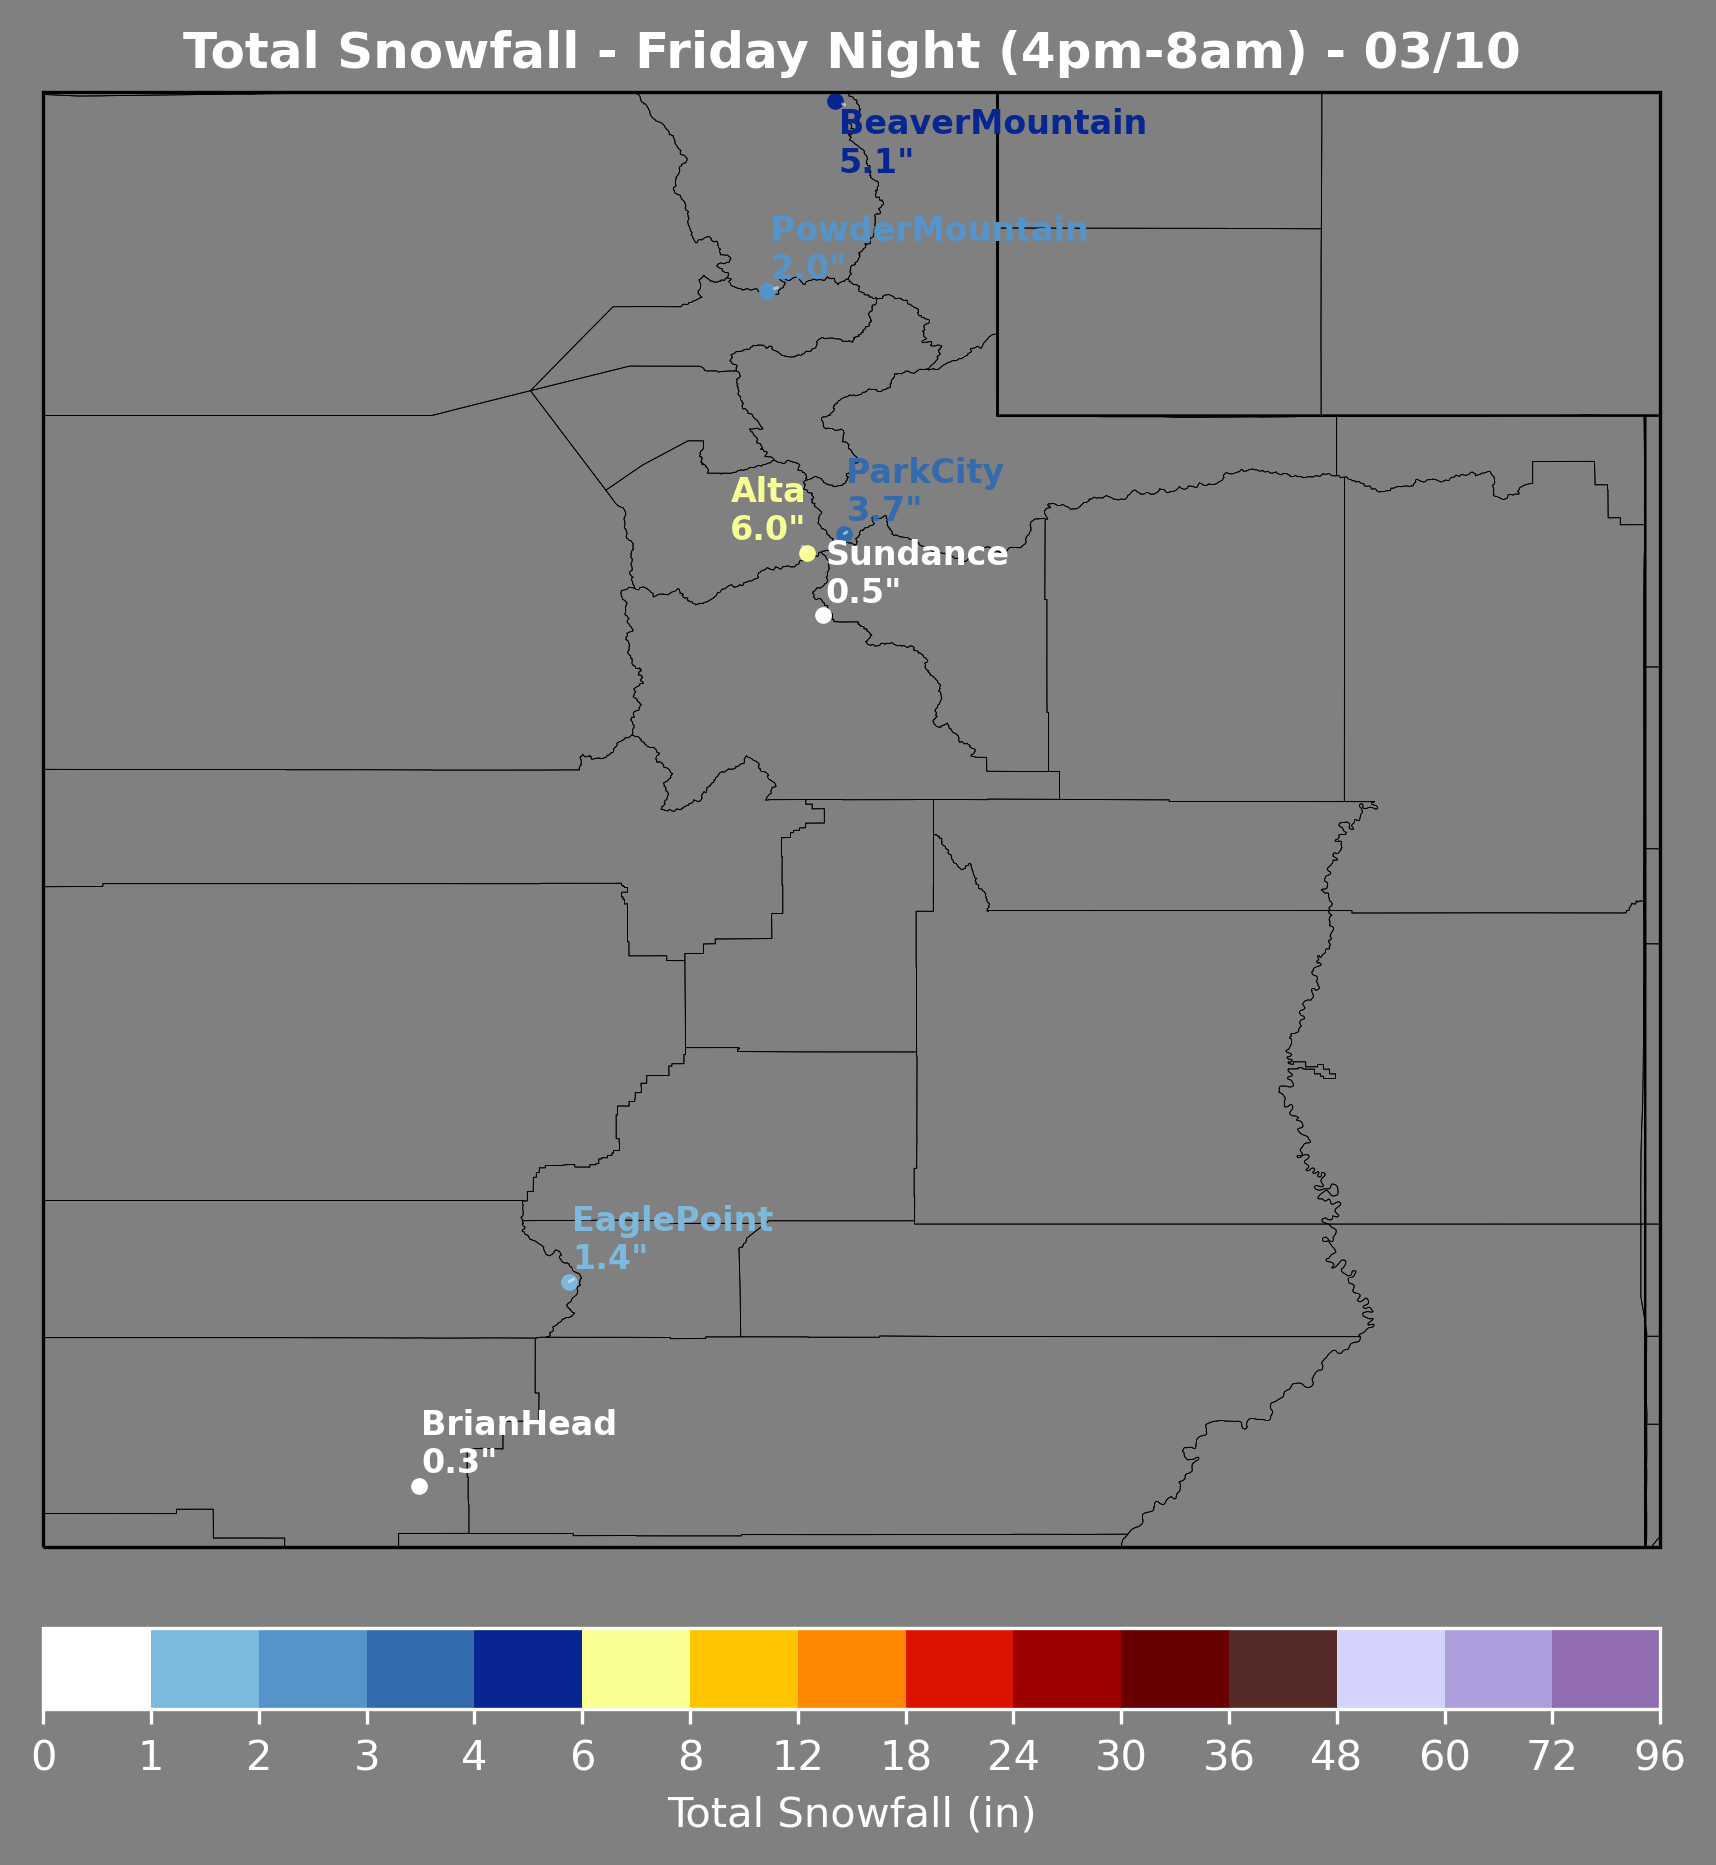 Total Snowfall - Friday Night (4pm-8am) - 03/10
BeaverMountain
5.1"
PowderMountain
2.0"
ParkCity
3.7"
Alta
6.0"
Sundance
0.5"
EaglePoint
1.4"
BrianHead
0.3"
0 1 2 3 4 6 8 12 18 24 30 36 48 60 72 96
Total Snowfall (in)